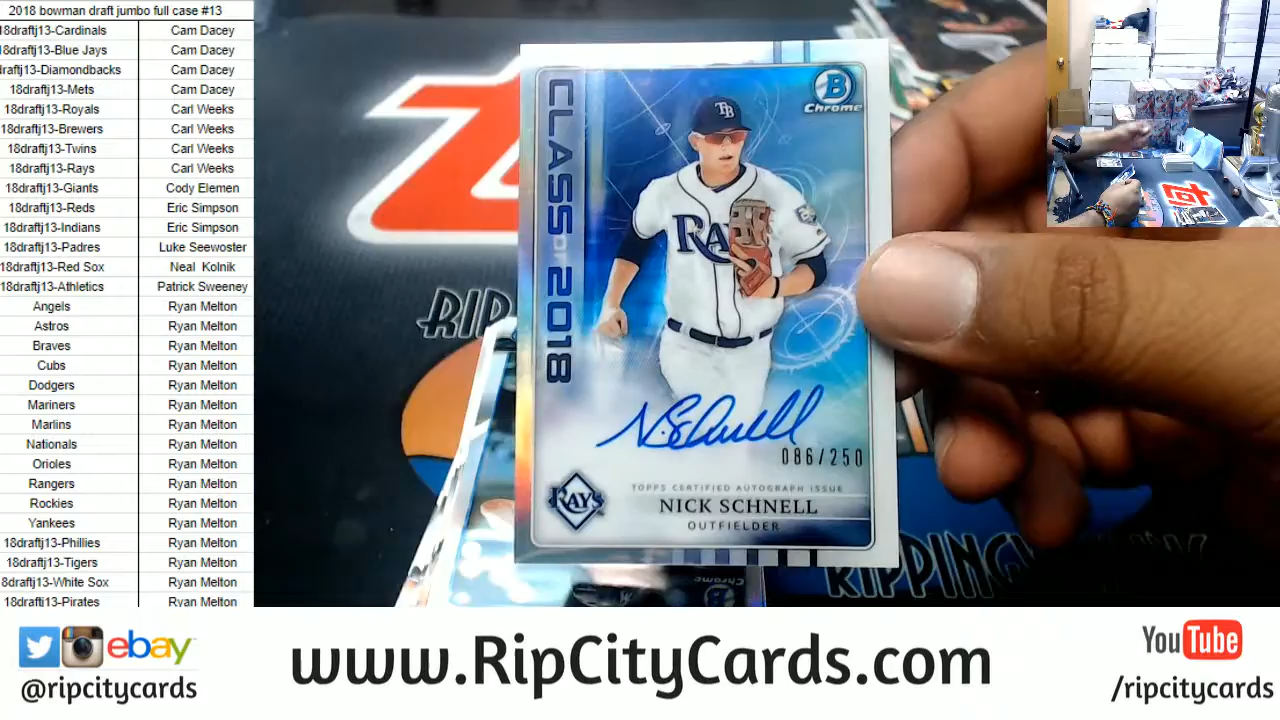 2018 bowman draft jumbo full case #13
18draftj13-Cardinals Cam Dacey
18draftj13-Blue Jays Cam Dacey
draftj13-Diamondbacks Cam Dacey
18draftj13-Mets Cam Dacey
18draftj13-Royals Carl Weeks
18draftj13-Brewers Carl Weeks
18draftj13-Twins Carl Weeks
18draftj13-Rays Carl Weeks
18draftj13-Giants Cody Elemen
18draftj13-Reds Eric Simpson
18draftj13-Indians Eric Simpson
18draftj13-Padres Luke Seewoster
18draftj13-Red Sox Neal Kolnik
18draftj13-Athletics Patrick Sweeney
Angels Ryan Melton
Astros Ryan Melton
Braves Ryan Melton
Cubs Ryan Melton
Dodgers Ryan Melton
Mariners Ryan Melton
Marlins Ryan Melton
Nationals Ryan Melton
Orioles Ryan Melton
Rangers Ryan Melton
Rockies Ryan Melton
Yankees Ryan Melton
18draftj13-Phillies Ryan Melton
18draftj13-Tigers Ryan Melton
8draftj13-White Sox Ryan Melton
18draftj13-Pirates Ryan Melton
CLASS OF 2018
B
Chrome
TB
RA
N. Schnell
086/250
TOPPS CERTIFIED AUTOGRAPH ISSUE
NICK SCHNELL
OUTFIELDER
RAYS
RIP
Chrome
ebay
@ripcitycards
www.RipCityCards.com
YouTube
/ripcitycards